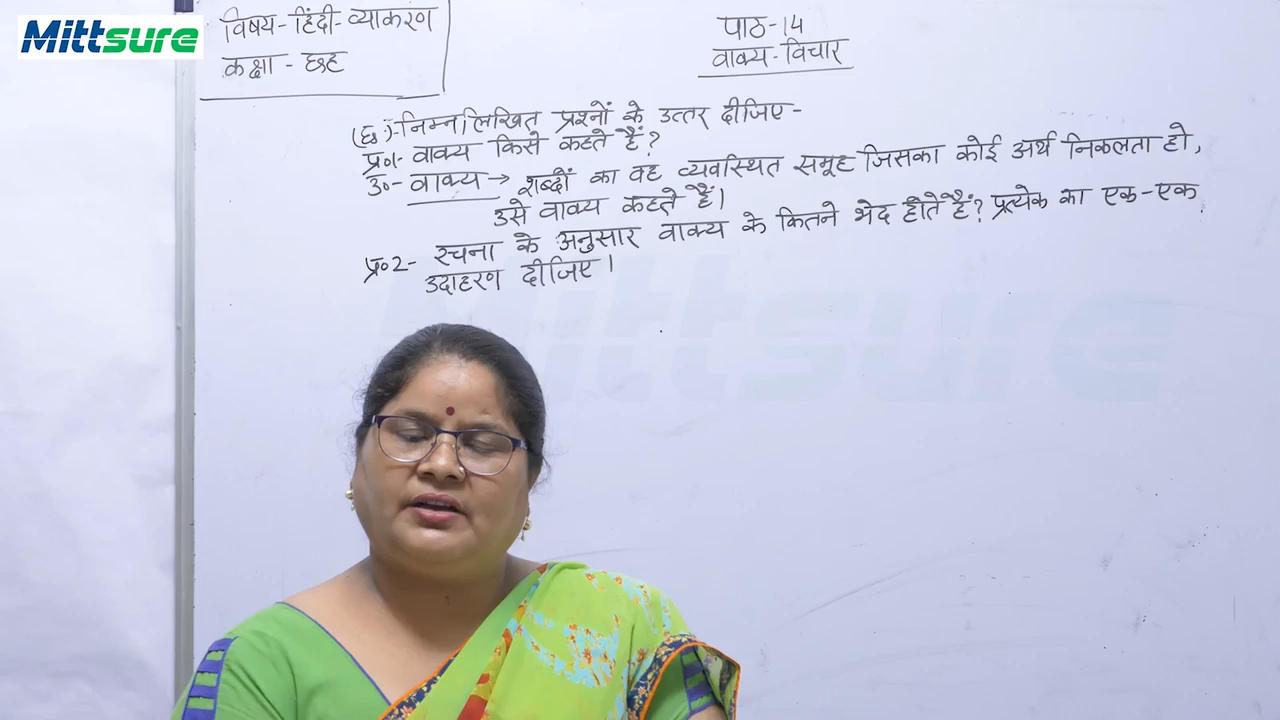 Mittsure
विषय- हिंदी-व्याकरण
कक्षा - छह
पाठ-14
वाक्य-विचार
(छ)-निम्नलिखित प्रश्नों के उत्तर दीजिए-
प्र०1- वाक्य किसे कहते हैं?
उ०- वाक्य → शब्दों का वह व्यवस्थित समूह जिसका कोई अर्थ निकलता हो,
उसे वाक्य कहते हैं।
प्र०2- रचना के अनुसार वाक्य के कितने भेद होते हैं? प्रत्येक का एक-एक
उदाहरण दीजिए।
Mittsure